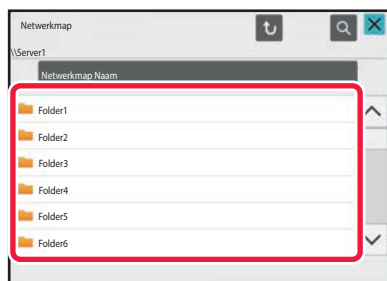 Netwerkmap
\\Server1
Netwerkmap Naam
Folder1
Folder2
Folder3
Folder4
Folder5
Folder6